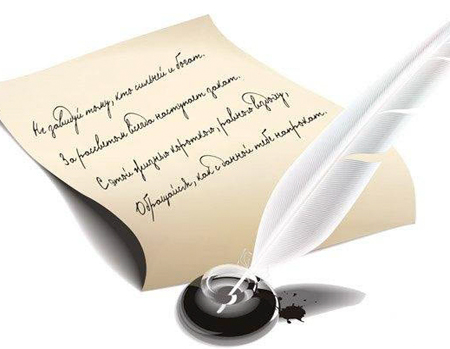 Не завидуй тому, кто сильней и богат.
За рассветом всегда наступает закат.
С этой жизнью короткою, равною вздоху,
Обращайся, как с данной тебе напрокат.